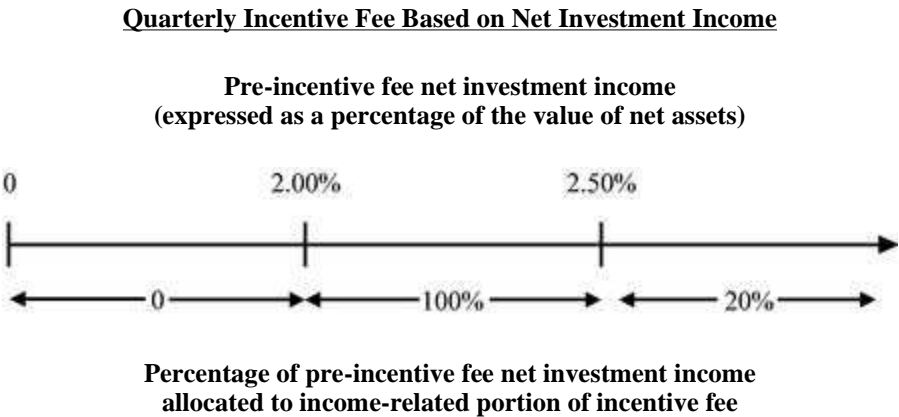 Quarterly Incentive Fee Based on Net Investment Income
Pre-incentive fee net investment income
(expressed as a percentage of the value of net assets)
0 2.00% 2.50%
0 100% 20%
Percentage of pre-incentive fee net investment income
allocated to income-related portion of incentive fee